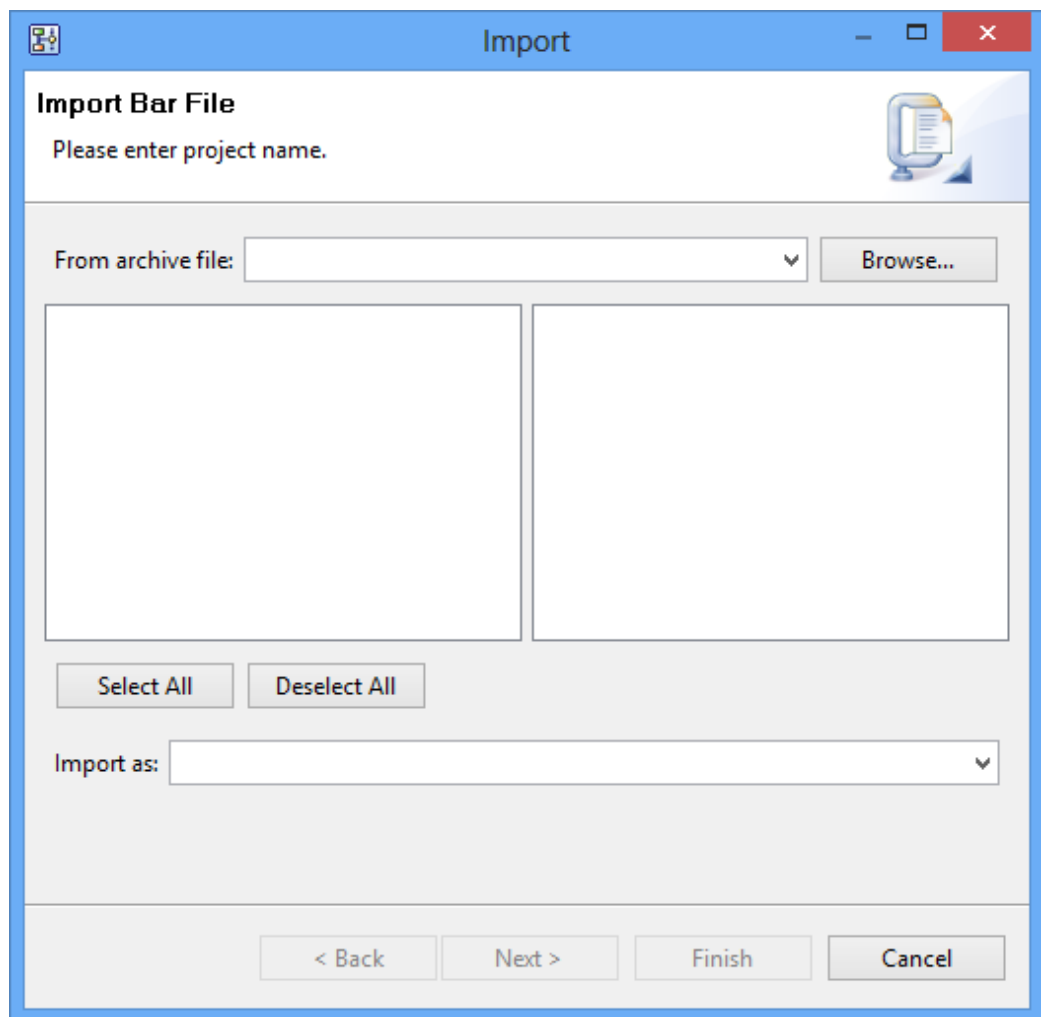 Import
Import Bar File
Please enter project name.
From archive file:
Browse...
Select All
Deselect All
Import as:
< Back
Next >
Finish
Cancel